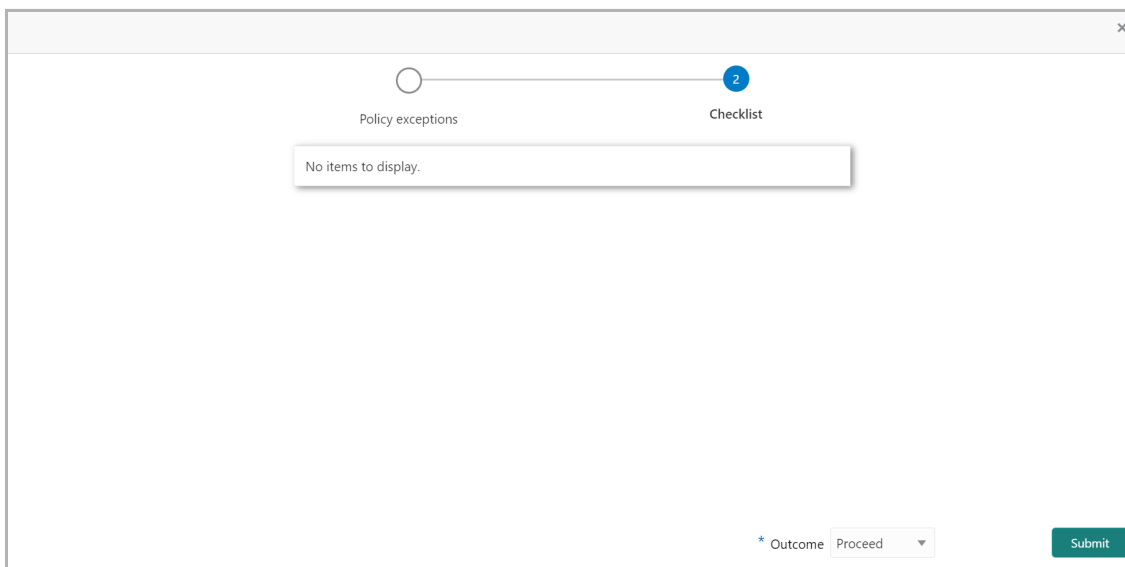 ×
2
Policy exceptions
Checklist
No items to display.
* Outcome Proceed
Submit